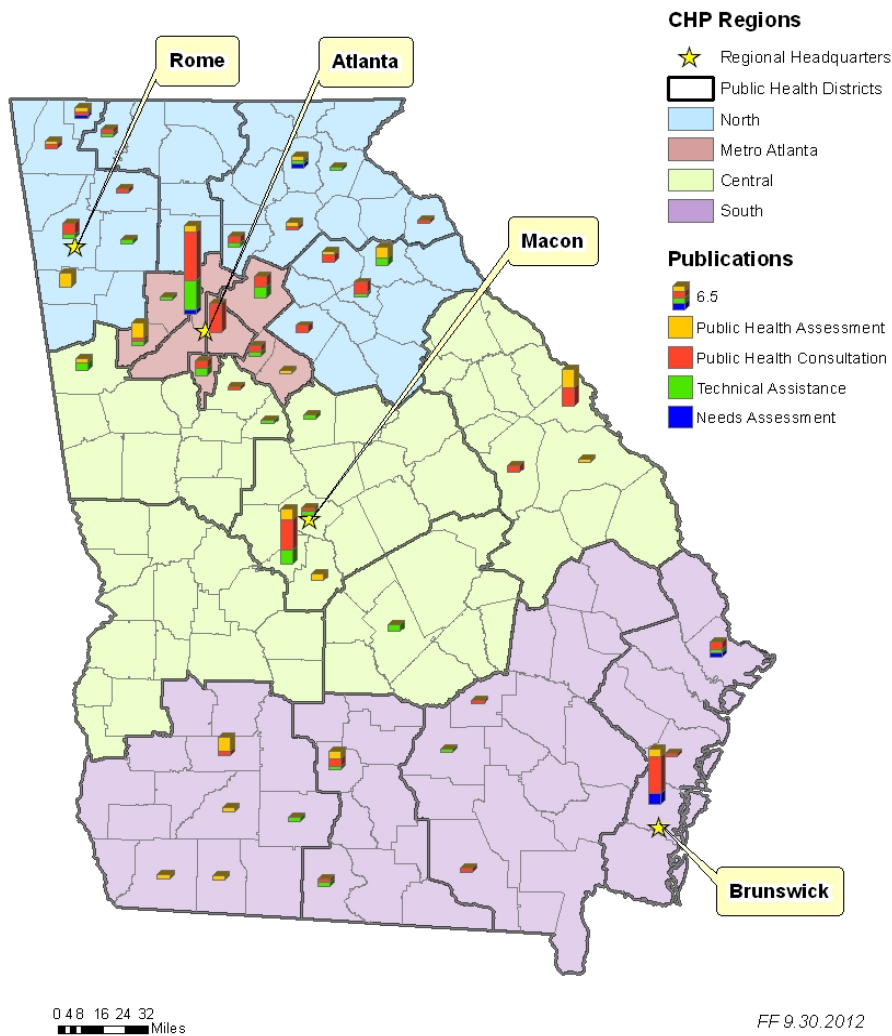 CHP Regions
Regional Headquarters
Public Health Districts
North
Metro Atlanta
Central
South
Publications
6.5
Public Health Assessment
Public Health Consultation
Technical Assistance
Needs Assessment
Rome
Atlanta
Macon
Brunswick
0 4 8 16 24 32
Miles
FF 9.30.2012